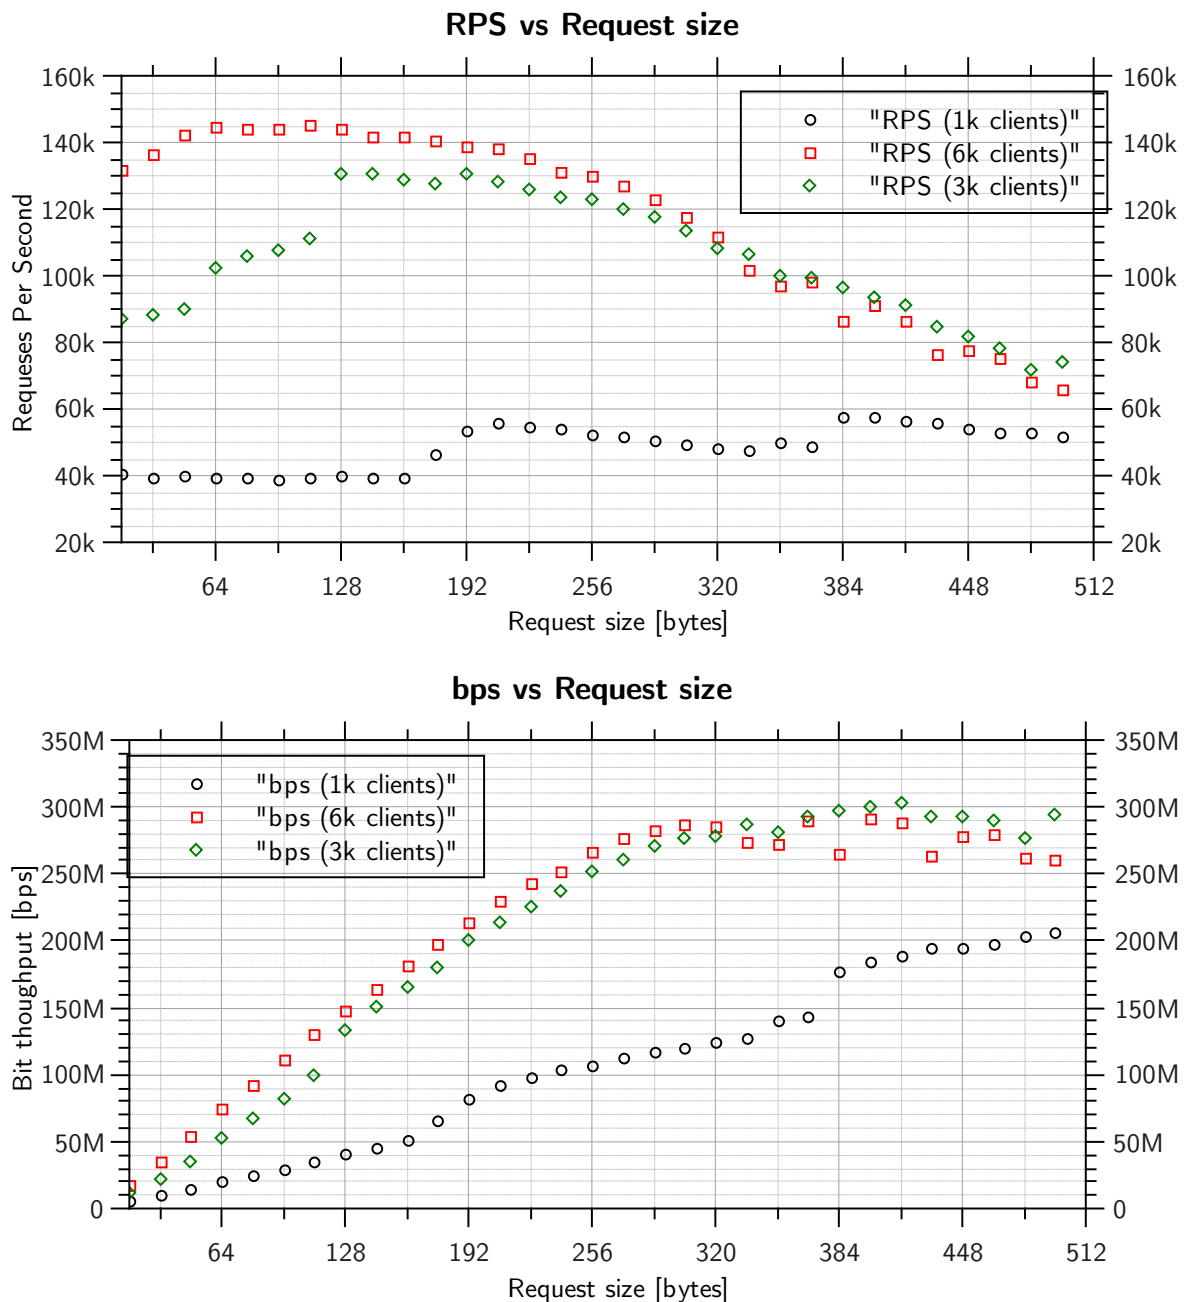 RPS vs Request size
160k 160k
"RPS (1k clients)"
140k "RPS (6k clients)" 140k
"RPS (3k clients)"
120k 120k
100k 100k
80k 80k
60k 60k
40k 40k
20k 20k
Requeses Per Second
64 128 192 256 320 384 448 512
Request size [bytes]
bps vs Request size
350M 350M
"bps (1k clients)"
300M "bps (6k clients)" 300M
"bps (3k clients)"
250M 250M
200M 200M
150M 150M
100M 100M
50M 50M
0 0
Bit thoughput [bps]
64 128 192 256 320 384 448 512
Request size [bytes]